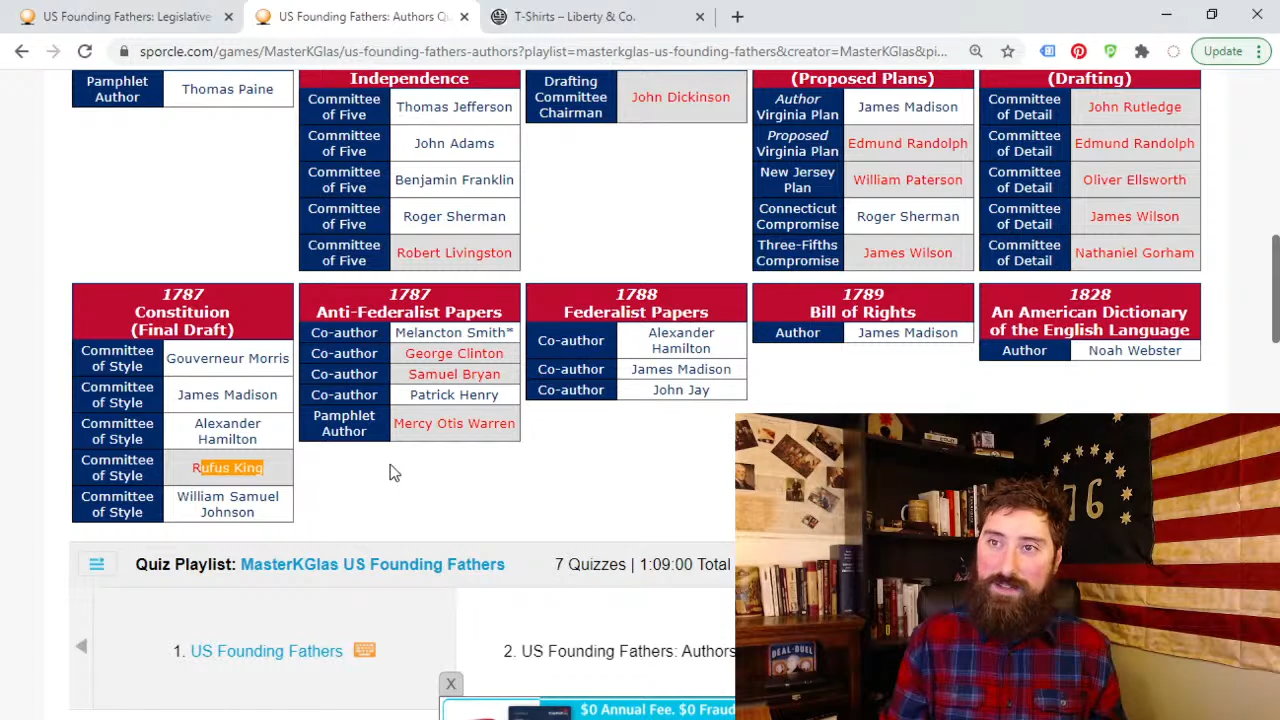 US Founding Fathers: Legislative
US Founding Fathers: Authors Qu
T-Shirts – Liberty & Co.
sporcle.com/games/MasterKGlas/us-founding-fathers-authors?playlist=masterkglas-us-founding-fathers&creator=MasterKGlas&pi...
Update
Pamphlet
Author
Thomas Paine
Independence
Committee
of Five
Thomas Jefferson
Committee
of Five
John Adams
Committee
of Five
Benjamin Franklin
Committee
of Five
Roger Sherman
Committee
of Five
Robert Livingston
Drafting
Committee
Chairman
John Dickinson
(Proposed Plans)
Author
Virginia Plan
James Madison
Proposed
Virginia Plan
Edmund Randolph
New Jersey
Plan
William Paterson
Connecticut
Compromise
Roger Sherman
Three-Fifths
Compromise
James Wilson
(Drafting)
Committee
of Detail
John Rutledge
Committee
of Detail
Edmund Randolph
Committee
of Detail
Oliver Ellsworth
Committee
of Detail
James Wilson
Committee
of Detail
Nathaniel Gorham
1787
Constituion
(Final Draft)
Committee
of Style
Gouverneur Morris
Committee
of Style
James Madison
Committee
of Style
Alexander
Hamilton
Committee
of Style
Rufus King
Committee
of Style
William Samuel
Johnson
1787
Anti-Federalist Papers
Co-author
Melancton Smith*
Co-author
George Clinton
Co-author
Samuel Bryan
Co-author
Patrick Henry
Pamphlet
Author
Mercy Otis Warren
1788
Federalist Papers
Co-author
Alexander
Hamilton
Co-author
James Madison
Co-author
John Jay
1789
Bill of Rights
Author
James Madison
1828
An American Dictionary
of the English Language
Author
Noah Webster
Quiz Playlist: MasterKGlas US Founding Fathers
7 Quizzes | 1:09:00 Total
1. US Founding Fathers
2. US Founding Fathers: Authors
X
$0 Annual Fee. $0 Fraud
76
DEAL·DUEL